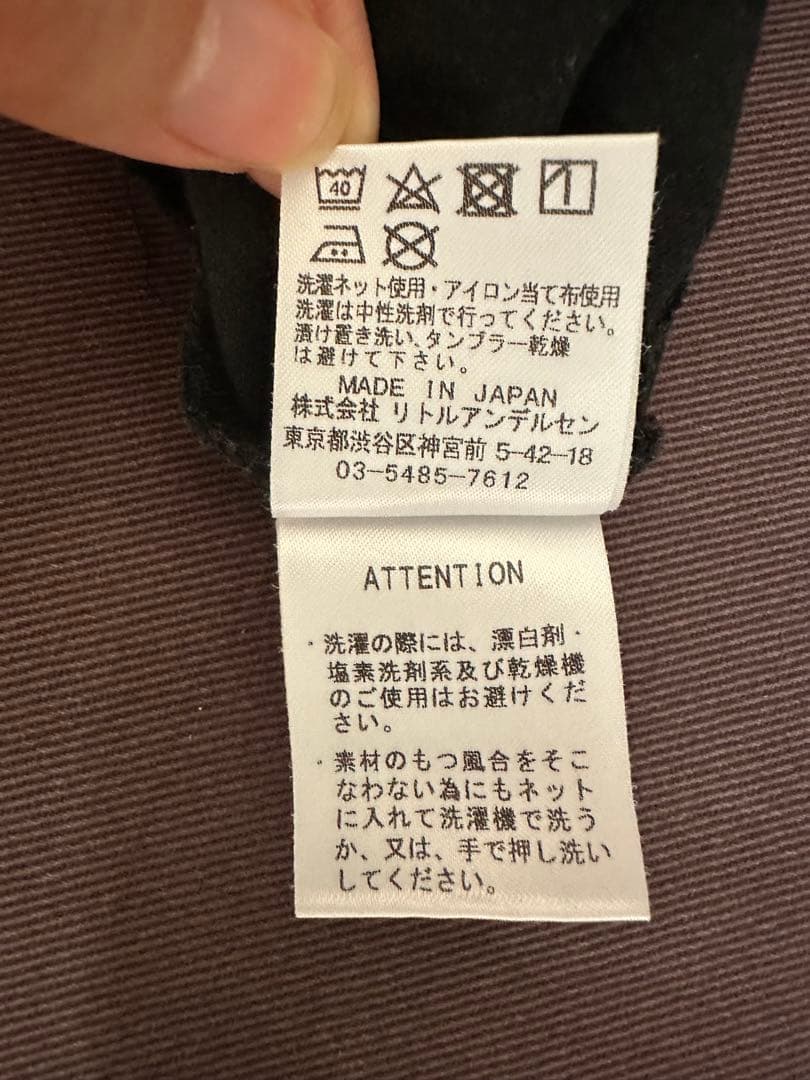 40
洗濯ネット使用・アイロン当て布使用
洗濯は中性洗剤で行ってください。
漬け置き洗い、タンブラー乾燥
は避けて下さい。
MADE IN JAPAN
株式会社 リトルアンデルセン
東京都渋谷区神宮前 5-42-18
03-5485-7612
ATTENTION
・洗濯の際には、漂白剤・
塩素洗剤系及び乾燥機
のご使用はお避けくだ
さい。
・素材のもつ風合をそこ
なわない為にもネット
に入れて洗濯機で洗う
か、又は、手で押し洗い
してください。